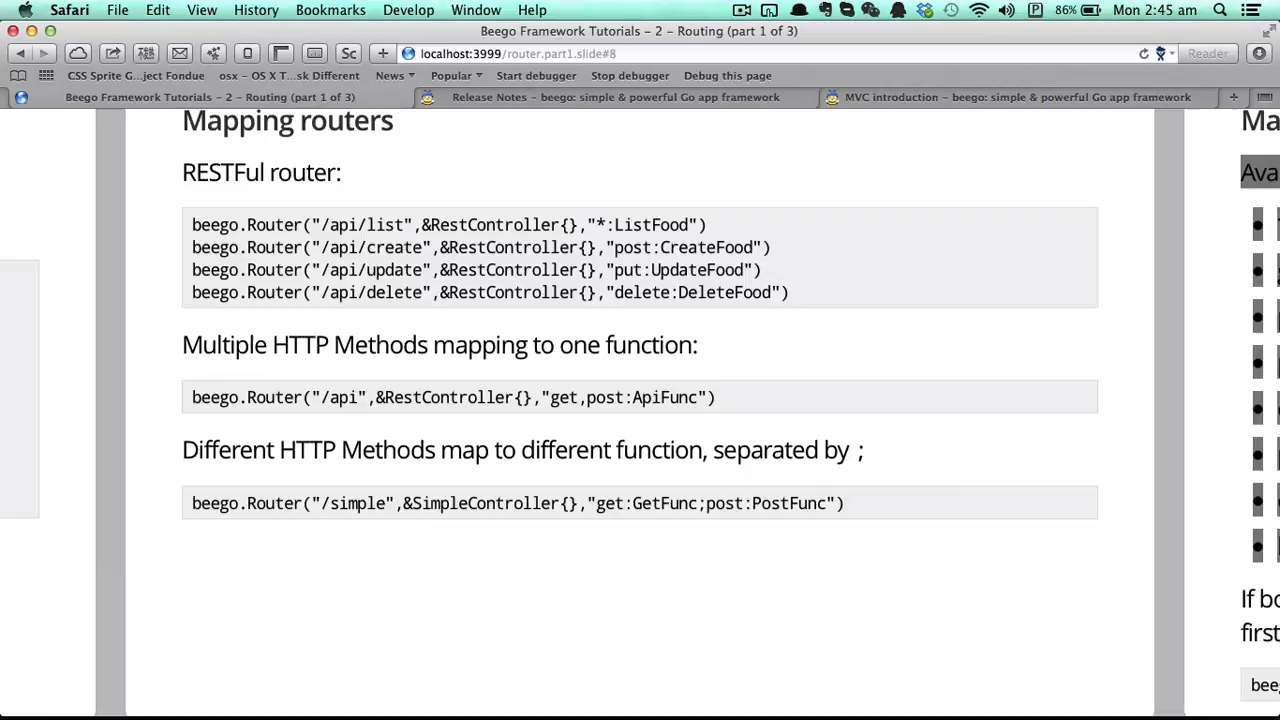 Safari File Edit View History Bookmarks Develop Window Help 86% Mon 2:45 am
Beego Framework Tutorials - 2 - Routing (part 1 of 3)
Sc + localhost:3999/router.part1.slide#8 Reader
CSS Sprite G...ject Fondue osx - OS X T...sk Different News Popular Start debugger Stop debugger Debug this page
Beego Framework Tutorials - 2 - Routing (part 1 of 3) Release Notes - beego: simple & powerful Go app framework MVC introduction - beego: simple & powerful Go app framework +
Mapping routers
RESTFul router:
beego.Router("/api/list",&RestController{},"*:ListFood")
beego.Router("/api/create",&RestController{},"post:CreateFood")
beego.Router("/api/update",&RestController{},"put:UpdateFood")
beego.Router("/api/delete",&RestController{},"delete:DeleteFood")
Multiple HTTP Methods mapping to one function:
beego.Router("/api",&RestController{},"get,post:ApiFunc")
Different HTTP Methods map to different function, separated by ;
beego.Router("/simple",&SimpleController{},"get:GetFunc;post:PostFunc")
Ma
Ava
If bo
first
bee